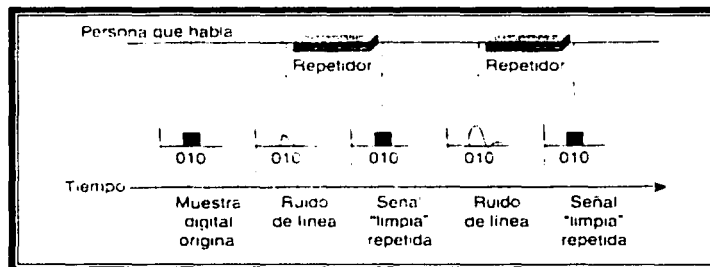 Persona que habla
Repetidor Repetidor
010 010 010 010 010
Tiempo
Muestra Ruido Señal Ruido Señal
digital de línea "limpia" de línea "limpia"
origina repetida repetida